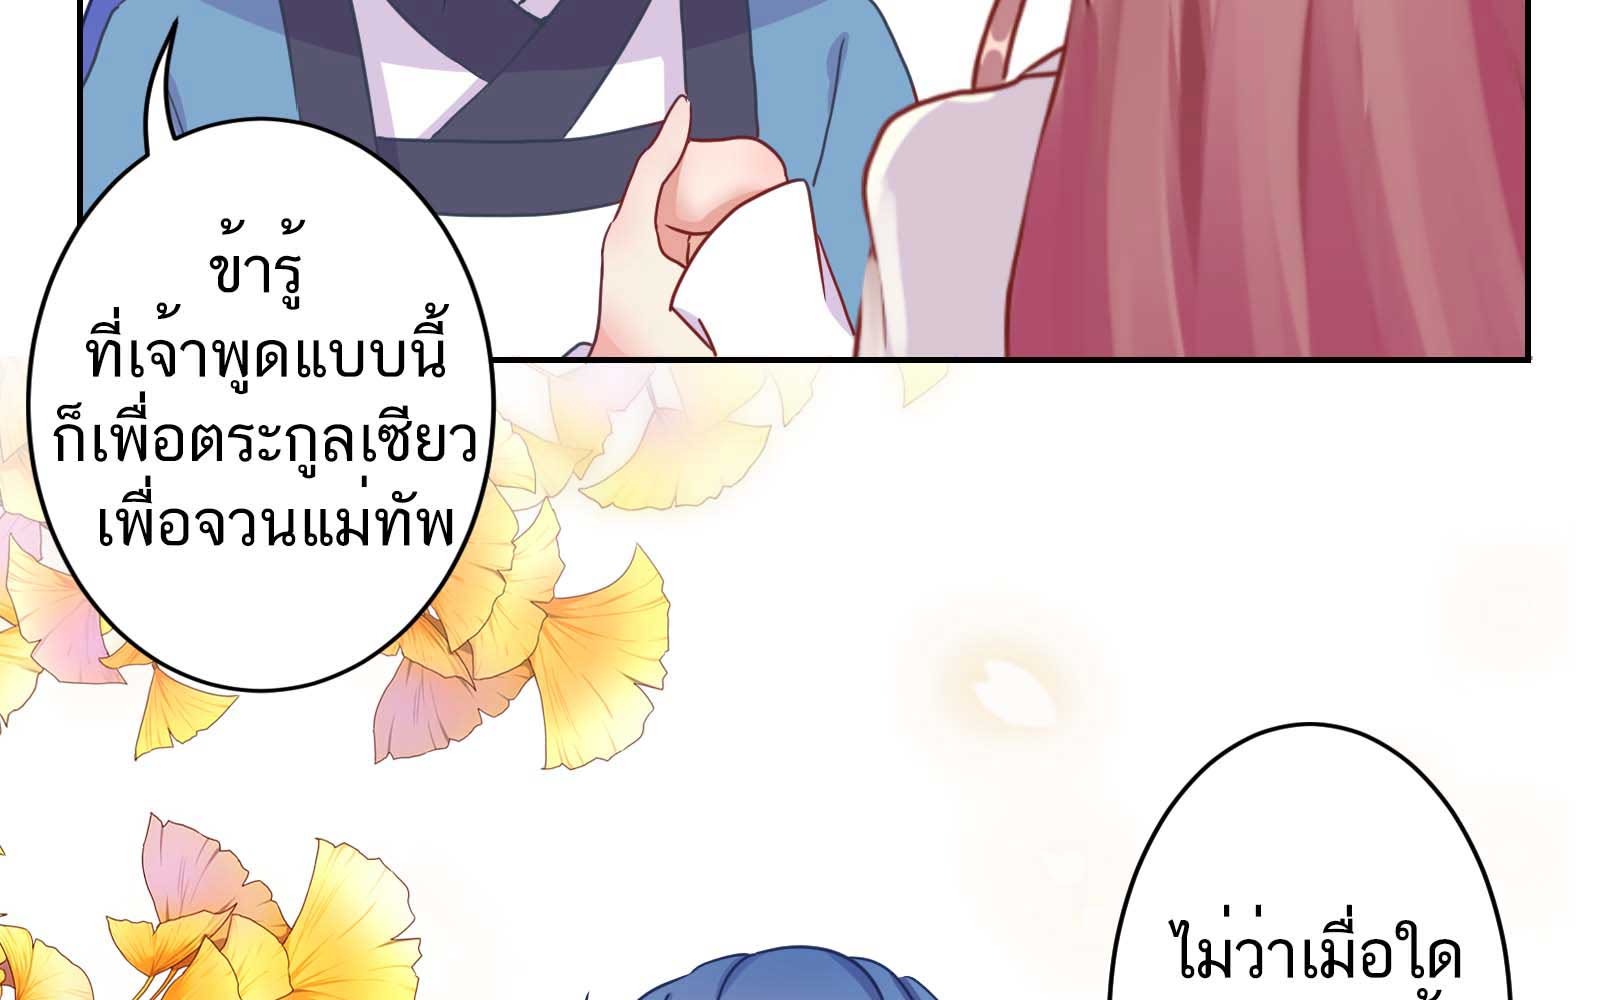 ข้ารู้
ที่เจ้าพูดแบบนี้
ก็เพื่อตระกูลเซียว
เพื่อจวนแม่ทัพ
ไม่ว่าเมื่อใด